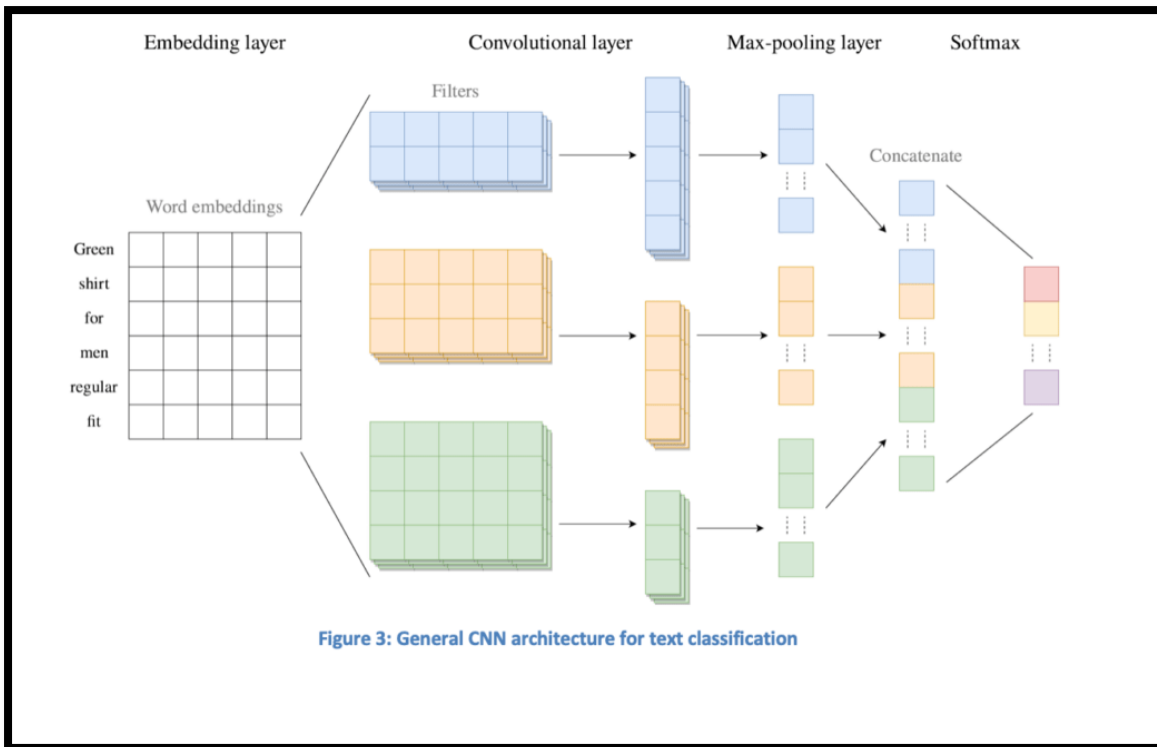 Embedding layer
Convolutional layer
Max-pooling layer
Softmax
Filters
Concatenate
Word embeddings
Green
shirt
for
men
regular
fit
Figure 3: General CNN architecture for text classification